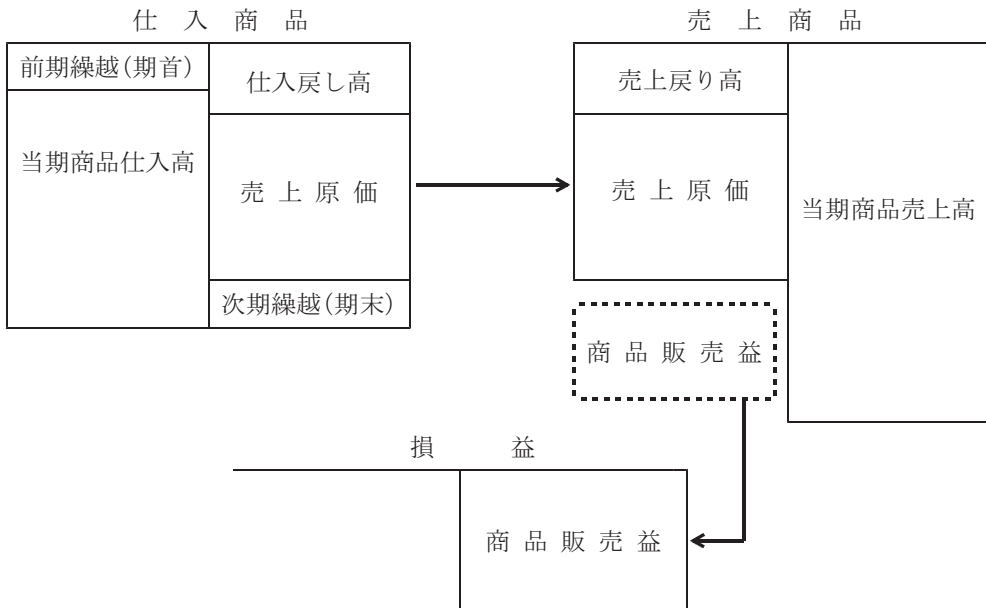 仕入商品
売上商品
前期繰越(期首)
仕入戻し高
当期商品仕入高
売上原価
次期繰越(期末)
売上戻り高
売上原価
当期商品売上高
商品販売益
損益
商品販売益